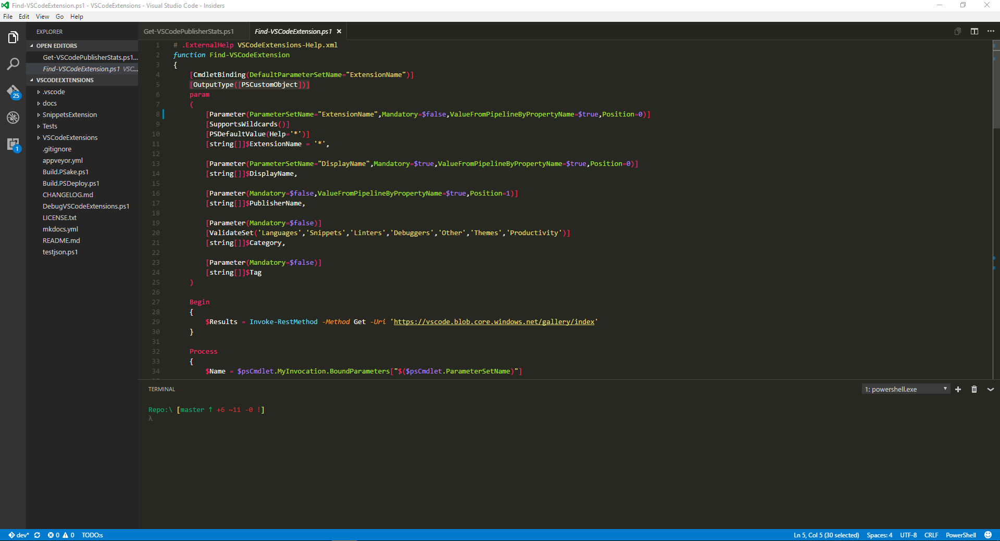 Find-VSCodeExtension.ps1 - VSCodeExtensions - Visual Studio Code - Insiders
File Edit View Go Help
EXPLORER
OPEN EDITORS
Get-VSCodePublisherStats.ps1...
Find-VSCodeExtension.ps1 VSC...
VSCODEEXTENSIONS
.vscode
docs
SnippetsExtension
Tests
VSCodeExtensions
.gitignore
appveyor.yml
Build.PSake.ps1
Build.PSDeploy.ps1
CHANGELOG.md
DebugVSCodeExtensions.ps1
LICENSE.txt
mkdocs.yml
README.md
testjson.ps1
25
1
Get-VSCodePublisherStats.ps1 Find-VSCodeExtension.ps1
1 # .ExternalHelp VSCodeExtensions-Help.xml
2 function Find-VSCodeExtension
3 {
4 [CmdletBinding(DefaultParameterSetName="ExtensionName")]
5 [OutputType([PSCustomObject])]
6 param
7 (
8 [Parameter(ParameterSetName="ExtensionName",Mandatory=$false,ValueFromPipelineByPropertyName=$true,Position=0)]
9 [SupportsWildcards()]
10 [PSDefaultValue(Help='*')]
11 [string[]]$ExtensionName = '*',
12
13 [Parameter(ParameterSetName="DisplayName",Mandatory=$true,ValueFromPipelineByPropertyName=$true,Position=0)]
14 [string[]]$DisplayName,
15
16 [Parameter(Mandatory=$false,ValueFromPipelineByPropertyName=$true,Position=1)]
17 [string[]]$PublisherName,
18
19 [Parameter(Mandatory=$false)]
20 [ValidateSet('Languages','Snippets','Linters','Debuggers','Other','Themes','Productivity')]
21 [string[]]$Category,
22
23 [Parameter(Mandatory=$false)]
24 [string[]]$Tag
25 )
26
27 Begin
28 {
29 $Results = Invoke-RestMethod -Method Get -Uri 'https://vscode.blob.core.windows.net/gallery/index'
30 }
31
32 Process
33 {
34 $Name = $psCmdlet.MyInvocation.BoundParameters["$($psCmdlet.ParameterSetName)"]
TERMINAL
1: powershell.exe
Repo:\ [master ↑ +6 ~11 -0 !]
λ
dev* 0 0 TODO:s
Ln 5, Col 5 (30 selected) Spaces: 4 UTF-8 CRLF PowerShell